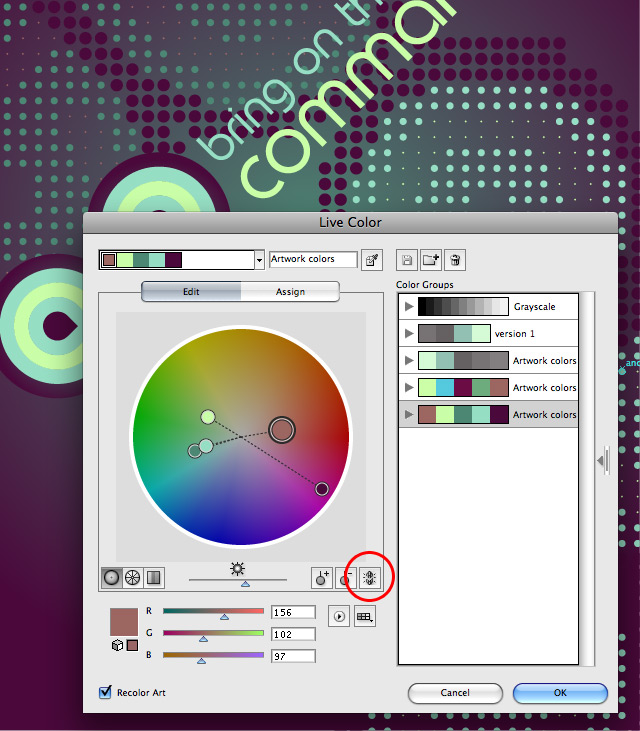 bring on th
comma
Live Color
Artwork colors
Edit
Assign
Color Groups
Grayscale
version 1
Artwork colors
Artwork colors
Artwork colors
R
156
G
102
B
97
Recolor Art
Cancel
OK